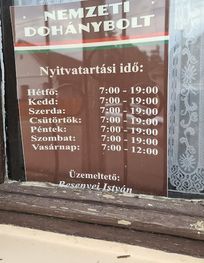 NEMZETI
DOHÁNYBOLT
Nyitvatartási idő:
Hétfő: 7:00 - 19:00
Kedd: 7:00 - 19:00
Szerda: 7:00 - 19:00
Csütörtök: 7:00 - 19:00
Péntek: 7:00 - 19:00
Szombat: 7:00 - 19:00
Vasárnap: 7:00 - 12:00
Üzemeltető:
Besenyei István